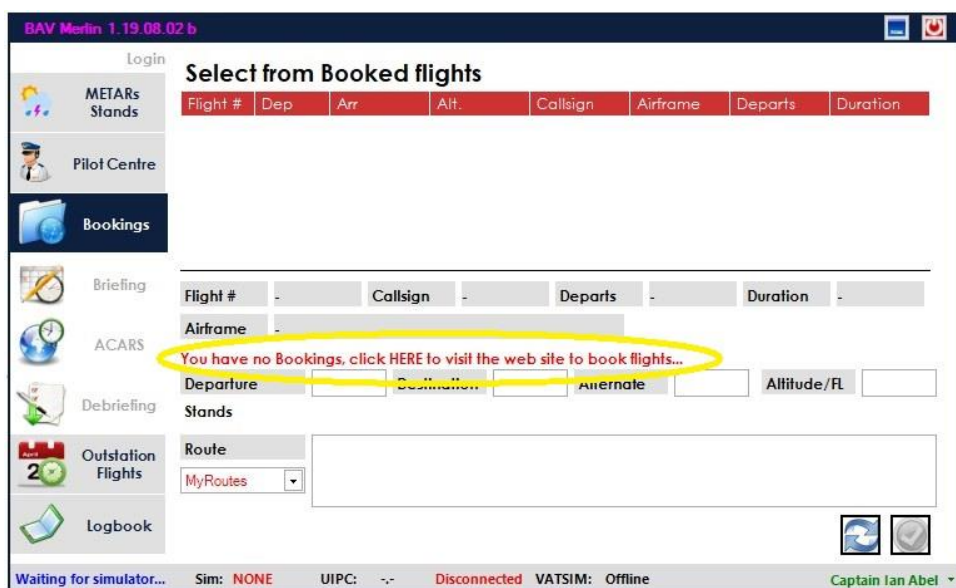 BAV Merlin 1.19.08.02 b
Login
METARs
Stands
Pilot Centre
Bookings
Briefing
ACARS
Debriefing
April
2
Outstation
Flights
Logbook
Select from Booked flights
Flight # Dep Arr Alt. Callsign Airframe Departs Duration
Flight # - Callsign - Departs - Duration -
Airframe -
You have no Bookings, click HERE to visit the web site to book flights...
Departure Destination Alternate Altitude/FL
Stands
Route
MyRoutes
Waiting for simulator... Sim: NONE UIPC: -.- Disconnected VATSIM: Offline Captain Ian Abel